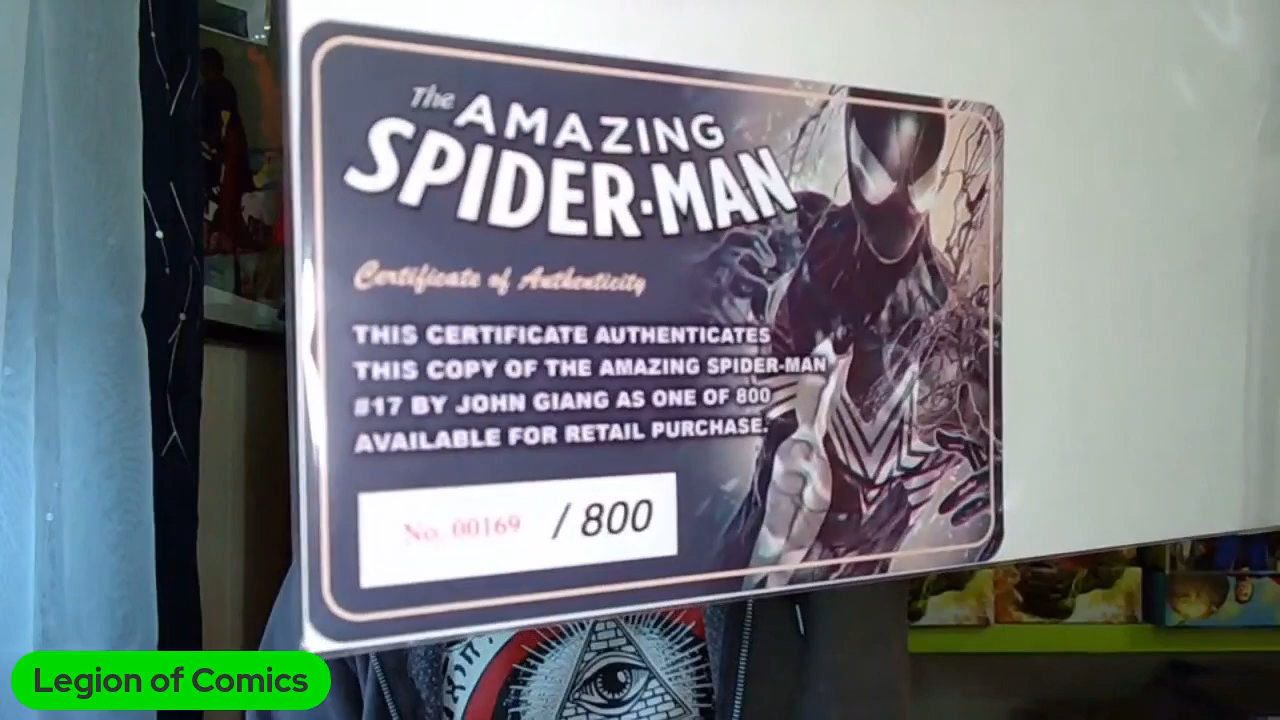 The AMAZING
SPIDER-MAN
Certificate of Authenticity
THIS CERTIFICATE AUTHENTICATES
THIS COPY OF THE AMAZING SPIDER-MAN
#17 BY JOHN GIANG AS ONE OF 800
AVAILABLE FOR RETAIL PURCHASE.
No. 00169 / 800
Legion of Comics